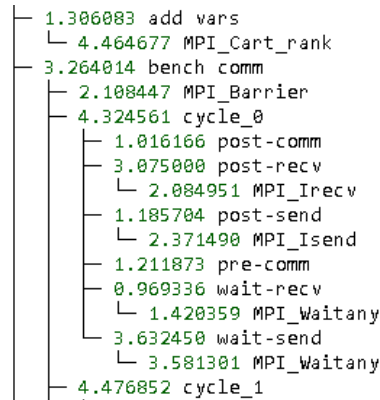 1.306083 add vars
4.464677 MPI_Cart_rank
3.264014 bench comm
2.108447 MPI_Barrier
4.324561 cycle_0
1.016166 post-comm
3.075000 post-recv
2.084951 MPI_Irecv
1.185704 post-send
2.371490 MPI_Isend
1.211873 pre-comm
0.969336 wait-recv
1.420359 MPI_Waitany
3.632450 wait-send
3.581301 MPI_Waitany
4.476852 cycle_1